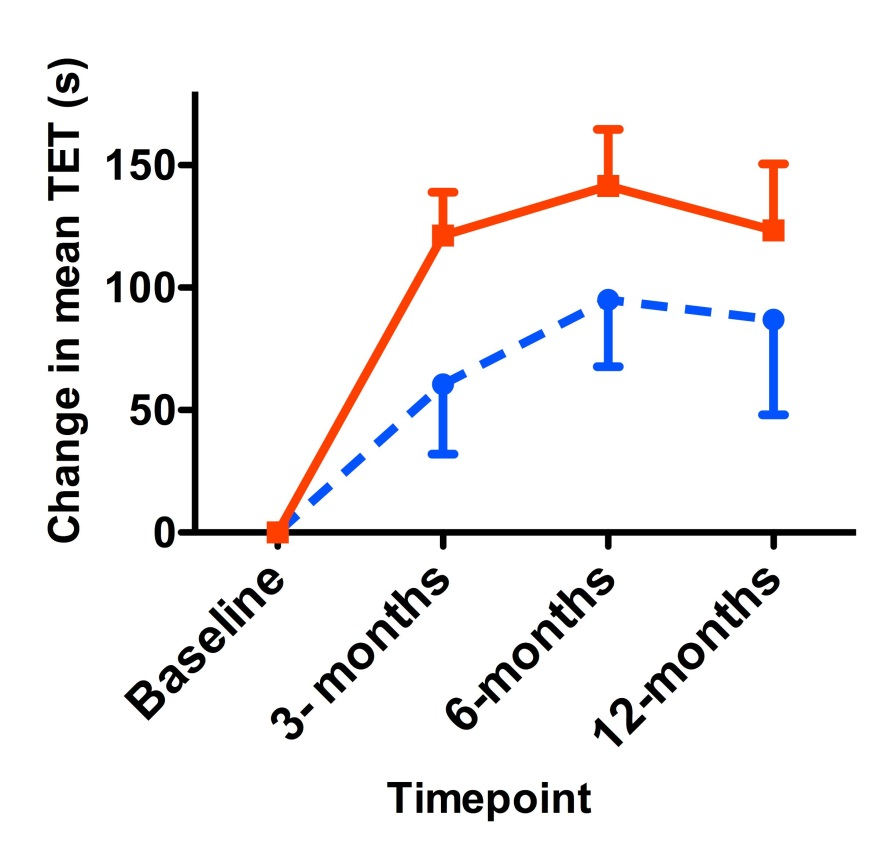 Change in mean TET (s)
150
100
50
0
Baseline
3- months
6-months
12-months
Timepoint